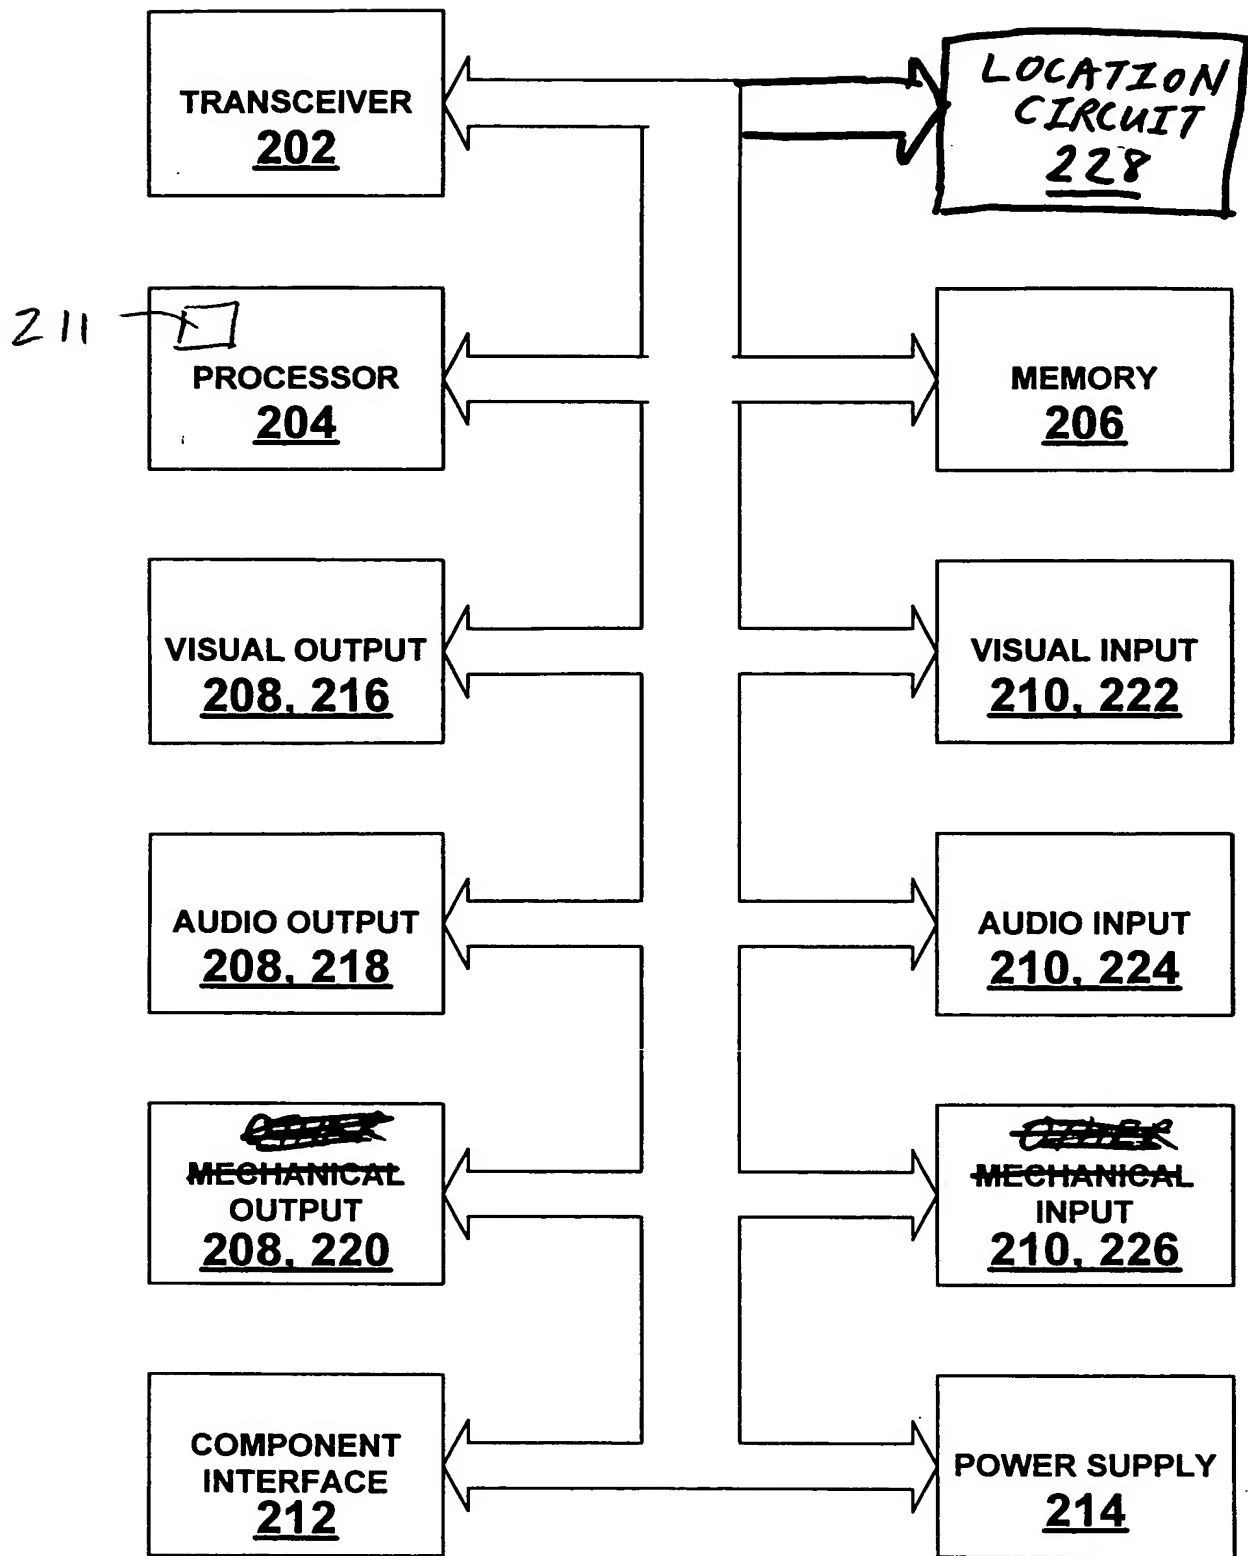 TRANSCEIVER
202
LOCATION
CIRCUIT
228
211
PROCESSOR
204
MEMORY
206
VISUAL OUTPUT
208, 216
VISUAL INPUT
210, 222
AUDIO OUTPUT
208, 218
AUDIO INPUT
210, 224
MECHANICAL
OUTPUT
208, 220
OTHER
MECHANICAL
INPUT
210, 226
COMPONENT
INTERFACE
212
POWER SUPPLY
214